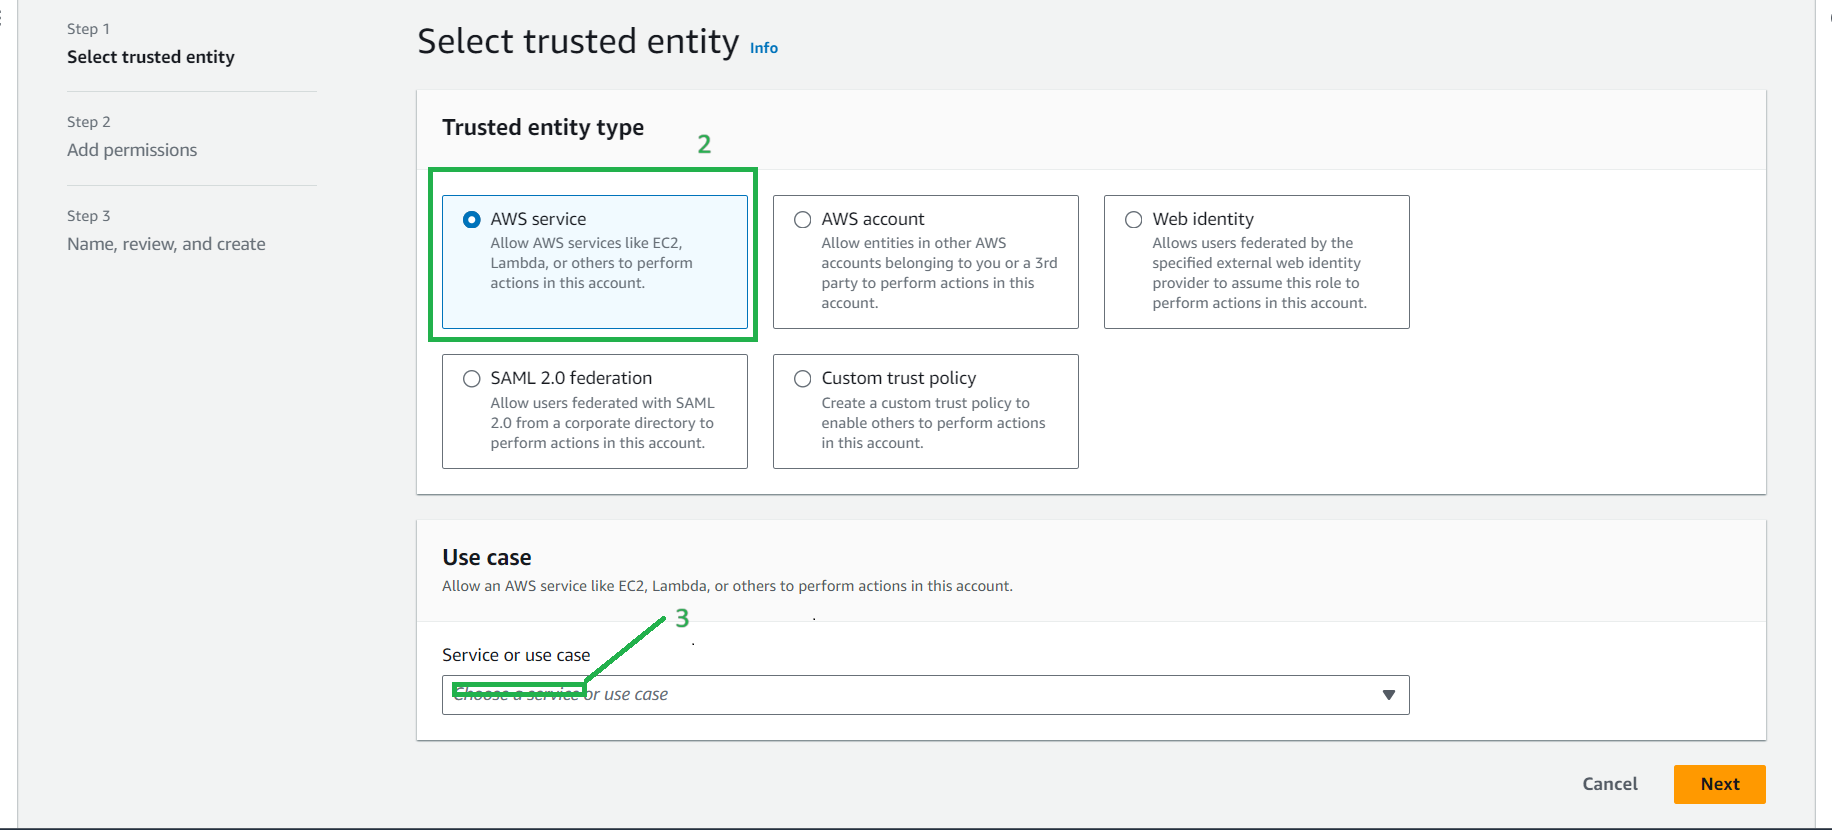 Step 1
Select trusted entity
Step 2
Add permissions
Step 3
Name, review, and create
Select trusted entity Info
Trusted entity type
2
AWS service
Allow AWS services like EC2,
Lambda, or others to perform
actions in this account.
AWS account
Allow entities in other AWS
accounts belonging to you or a 3rd
party to perform actions in this
account.
Web identity
Allows users federated by the
specified external web identity
provider to assume this role to
perform actions in this account.
SAML 2.0 federation
Allow users federated with SAML
2.0 from a corporate directory to
perform actions in this account.
Custom trust policy
Create a custom trust policy to
enable others to perform actions
in this account.
Use case
Allow an AWS service like EC2, Lambda, or others to perform actions in this account.
3
Service or use case
Choose a service or use case
Cancel
Next